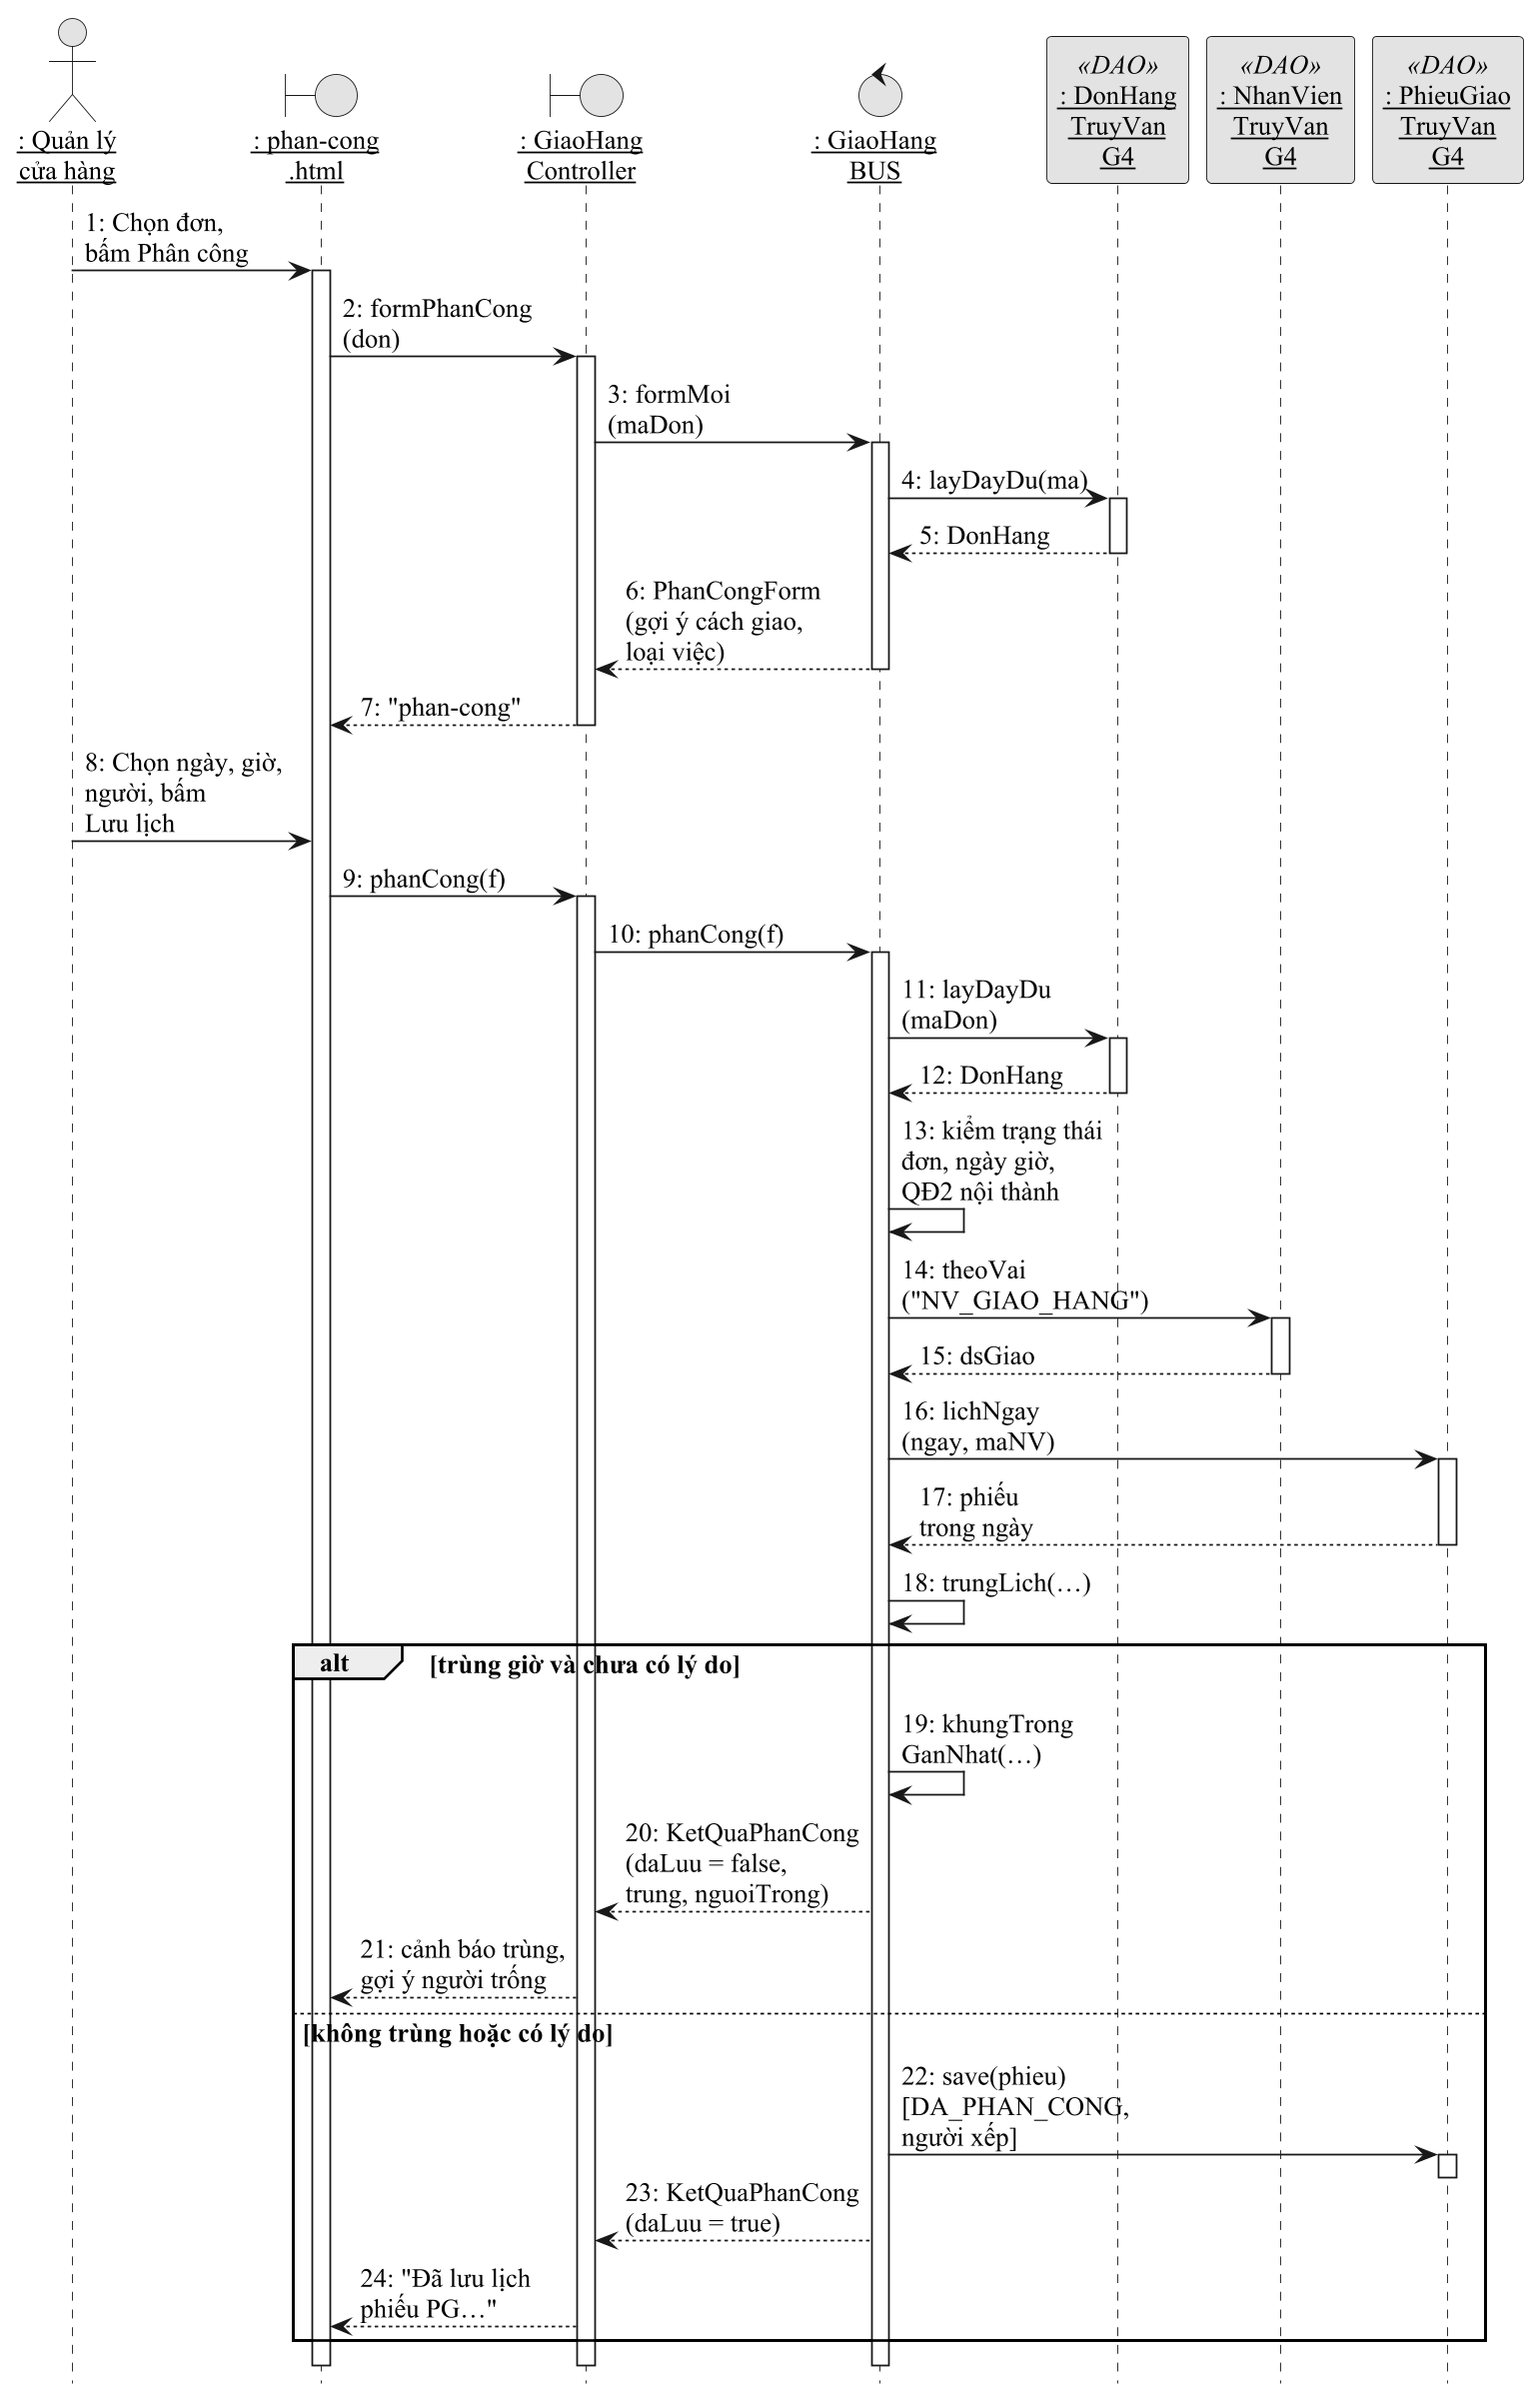 : Quản lý
cửa hàng
: phan-cong
.html
: GiaoHang
Controller
: GiaoHang
BUS
«DAO»
: DonHang
TruyVan
G4
«DAO»
: NhanVien
TruyVan
G4
«DAO»
: PhieuGiao
TruyVan
G4
1: Chọn đơn,
bấm Phân công
2: formPhanCong
(don)
3: formMoi
(maDon)
4: layDayDu(ma)
5: DonHang
6: PhanCongForm
(gợi ý cách giao,
loại việc)
7: "phan-cong"
8: Chọn ngày, giờ,
người, bấm
Lưu lịch
9: phanCong(f)
10: phanCong(f)
11: layDayDu
(maDon)
12: DonHang
13: kiểm trạng thái
đơn, ngày giờ,
QĐ2 nội thành
14: theoVai
("NV_GIAO_HANG")
15: dsGiao
16: lichNgay
(ngay, maNV)
17: phiếu
trong ngày
18: trungLich(…)
alt [trùng giờ và chưa có lý do]
19: khungTrong
GanNhat(…)
20: KetQuaPhanCong
(daLuu = false,
trung, nguoiTrong)
21: cảnh báo trùng,
gợi ý người trống
[không trùng hoặc có lý do]
22: save(phieu)
[DA_PHAN_CONG,
người xếp]
23: KetQuaPhanCong
(daLuu = true)
24: "Đã lưu lịch
phiếu PG…"